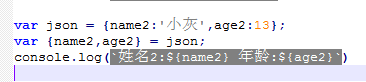 var json = {name2:'小灰',age2:13};
var {name2,age2} = json;
console.log(`姓名2:${name2} 年龄:${age2}`)